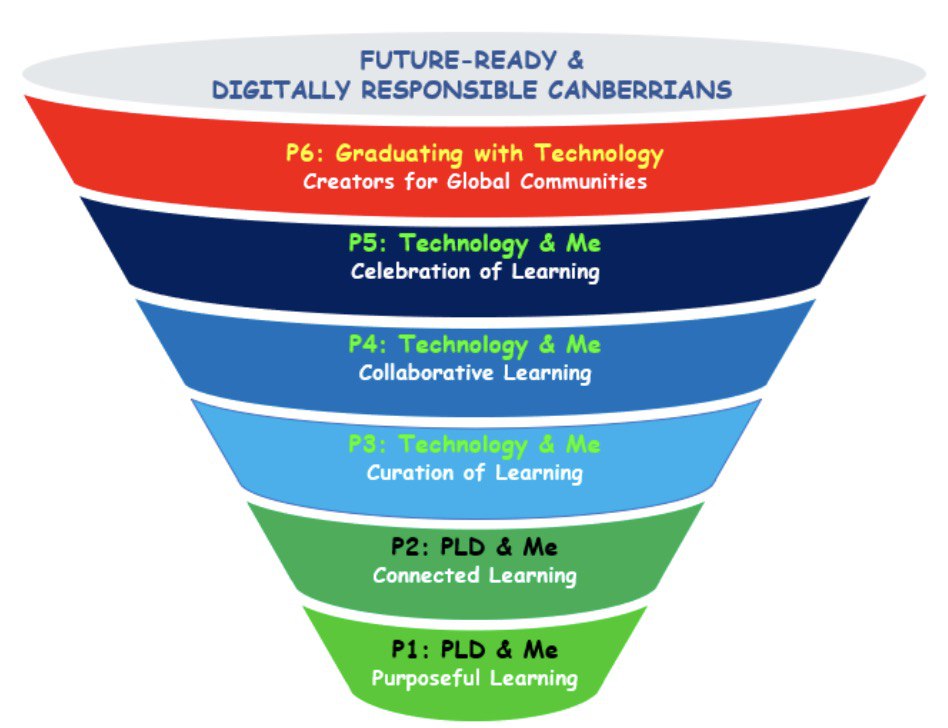 FUTURE-READY &
DIGITALLY RESPONSIBLE CANBERRIANS
P6: Graduating with Technology
Creators for Global Communities
P5: Technology & Me
Celebration of Learning
P4: Technology & Me
Collaborative Learning
P3: Technology & Me
Curation of Learning
P2: PLD & Me
Connected Learning
P1: PLD & Me
Purposeful Learning